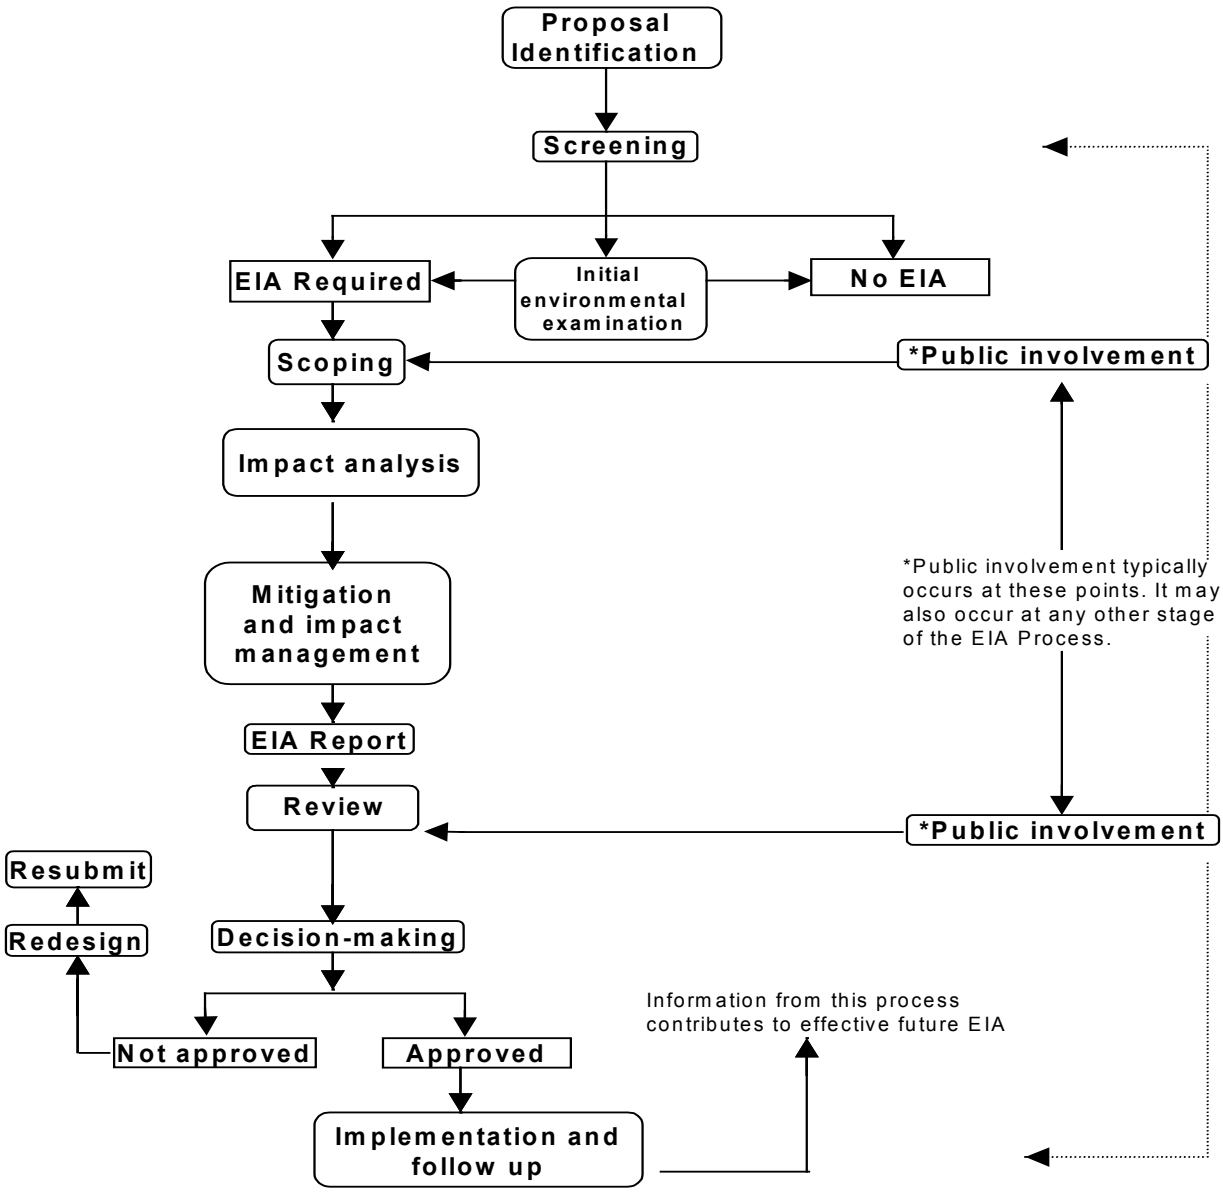 Proposal
Identification
Screening
EIA Required
Initial
environmental
examination
No EIA
Scoping
*Public involvement
Impact analysis
*Public involvement typically
occurs at these points. It may
also occur at any other stage
of the EIA Process.
Mitigation
and impact
management
EIA Report
Review
*Public involvement
Resubmit
Redesign
Decision-making
Information from this process
contributes to effective future EIA
Not approved
Approved
Implementation and
follow up